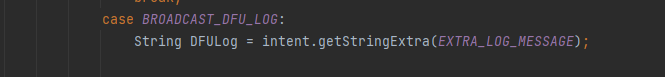 case BROADCAST_DFU_LOG:
String DFULog = intent.getStringExtra(EXTRA_LOG_MESSAGE);